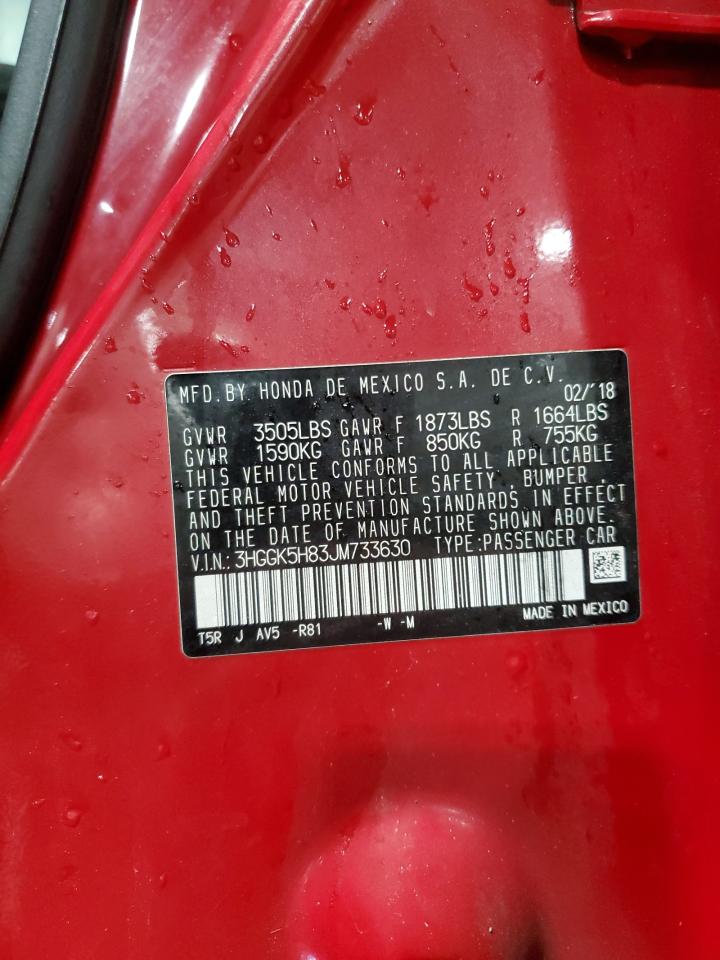 MFD. BY HONDA DE MEXICO S.A. DE C.V.
02/'18
GVWR 3505LBS GAWR F 1873LBS R 1664LBS
GVWR 1590KG GAWR F 850KG R 755KG
THIS VEHICLE CONFORMS TO ALL APPLICABLE
FEDERAL MOTOR VEHICLE SAFETY , BUMPER ,
AND THEFT PREVENTION STANDARDS IN EFFECT
ON THE DATE OF MANUFACTURE SHOWN ABOVE.
V.I.N.: 3HGGK5H83JM733630 TYPE:PASSENGER CAR
MADE IN MEXICO
T5R J AV5 -R81 -W -M